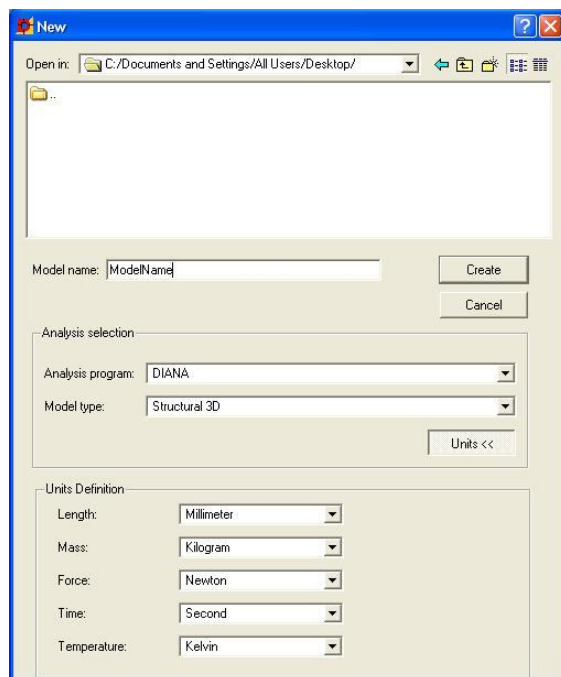 New
Open in: C:/Documents and Settings/All Users/Desktop/
..
Model name: ModelName
Create
Cancel
Analysis selection
Analysis program: DIANA
Model type: Structural 3D
Units <<
Units Definition
Length: Millimeter
Mass: Kilogram
Force: Newton
Time: Second
Temperature: Kelvin